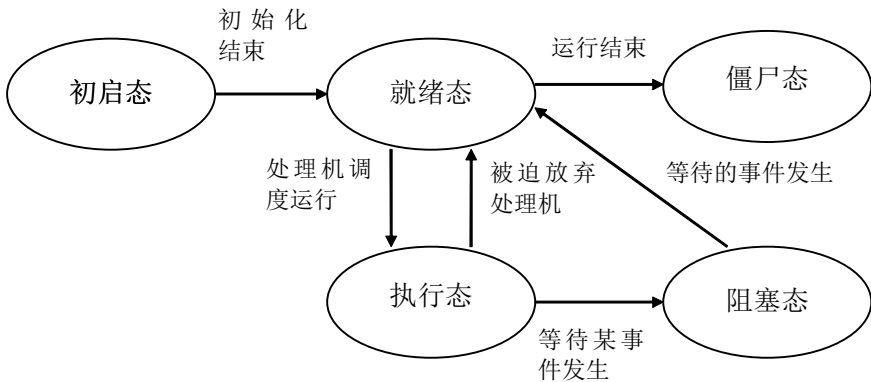 初始化
结束
运行结束
初启态
就绪态
僵尸态
处理机调
度运行
被迫放弃
处理机
等待的事件发生
执行态
阻塞态
等待某事
件发生